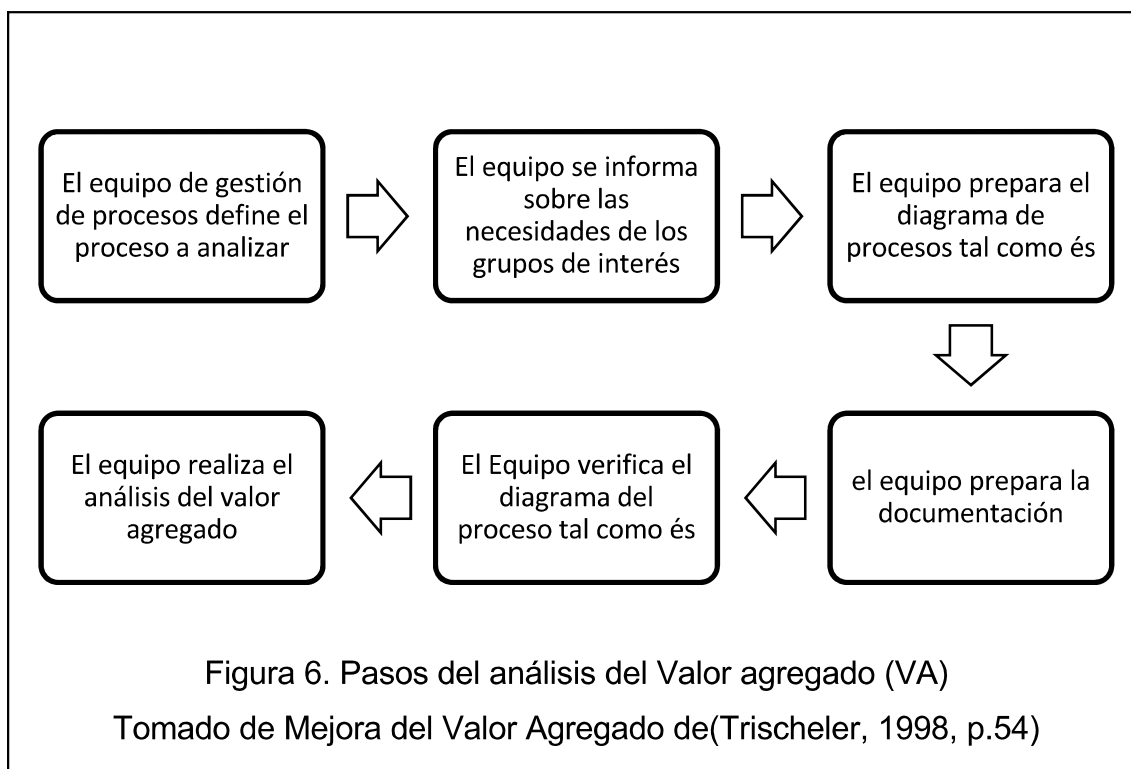 El equipo de gestión
de procesos define el
proceso a analizar
El equipo se informa
sobre las
necesidades de los
grupos de interés
El equipo prepara el
diagrama de
procesos tal como és
el equipo prepara la
documentación
El Equipo verifica el
diagrama del
proceso tal como és
El equipo realiza el
análisis del valor
agregado
Figura 6. Pasos del análisis del Valor agregado (VA)
Tomado de Mejora del Valor Agregado de(Trischeler, 1998, p.54)